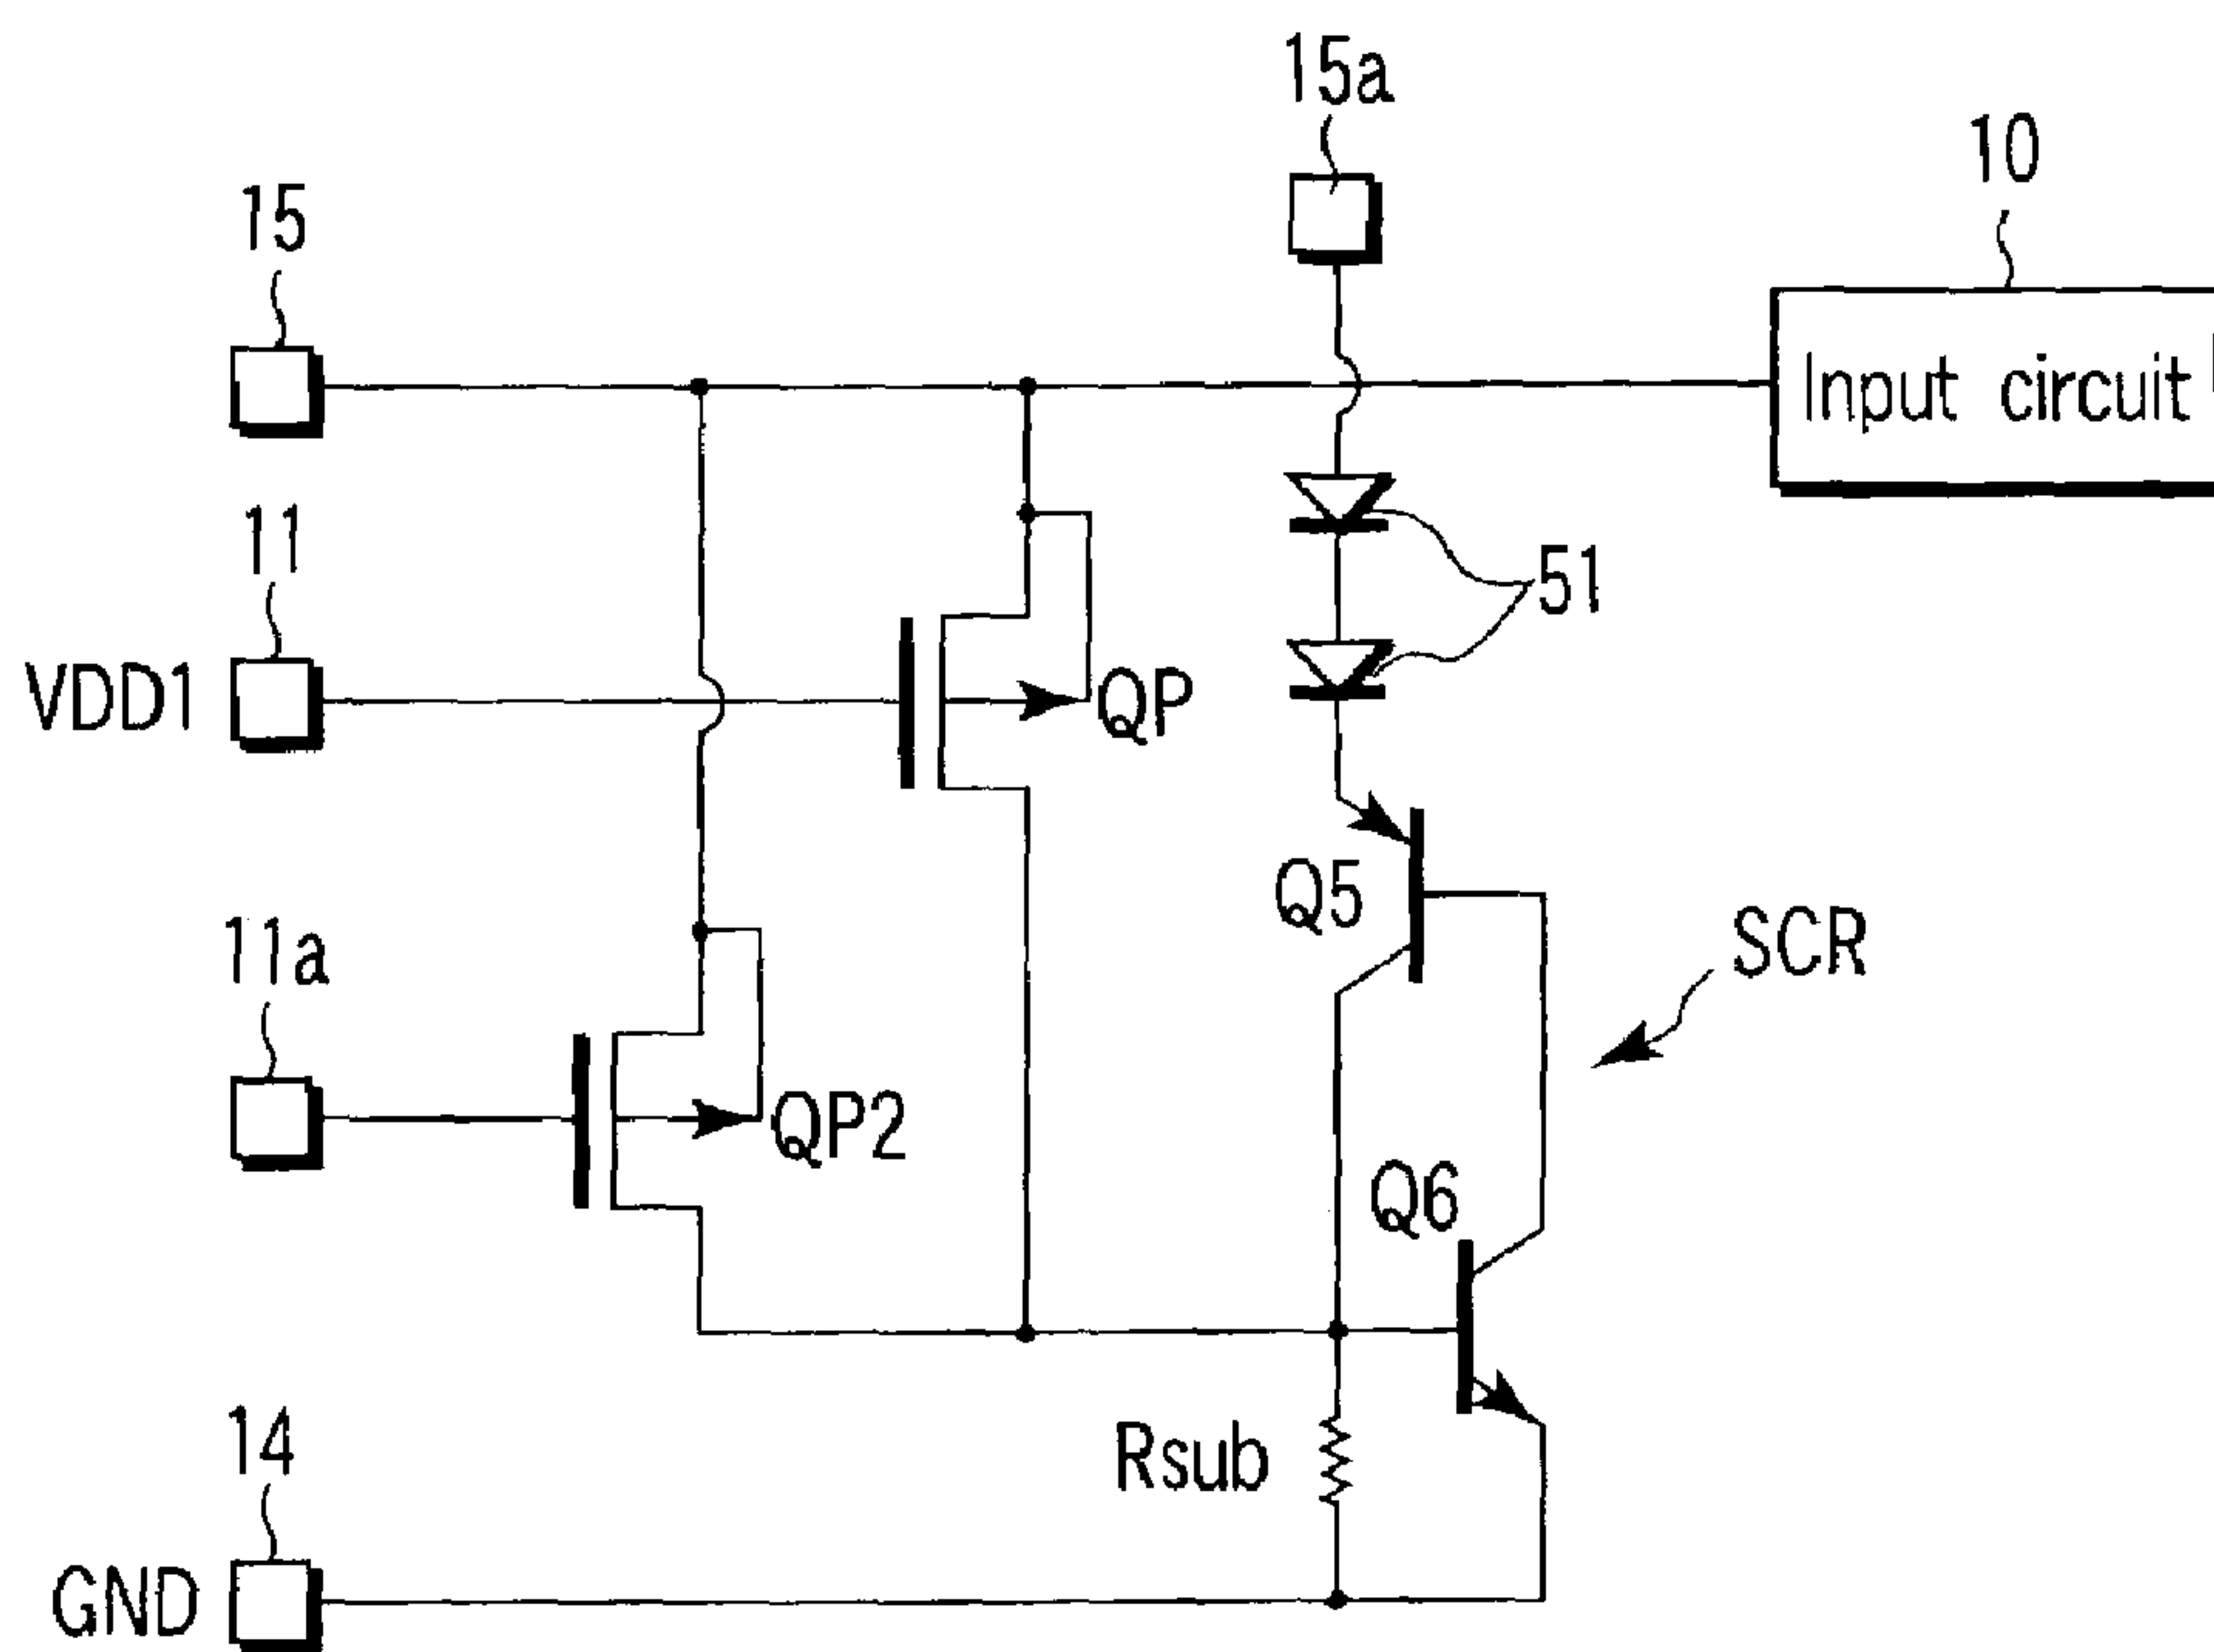 15a
10
15
Input circuit
11
51
VDD1
QP
Q5
11a
SCR
QP2
Q6
14
Rsub
GND